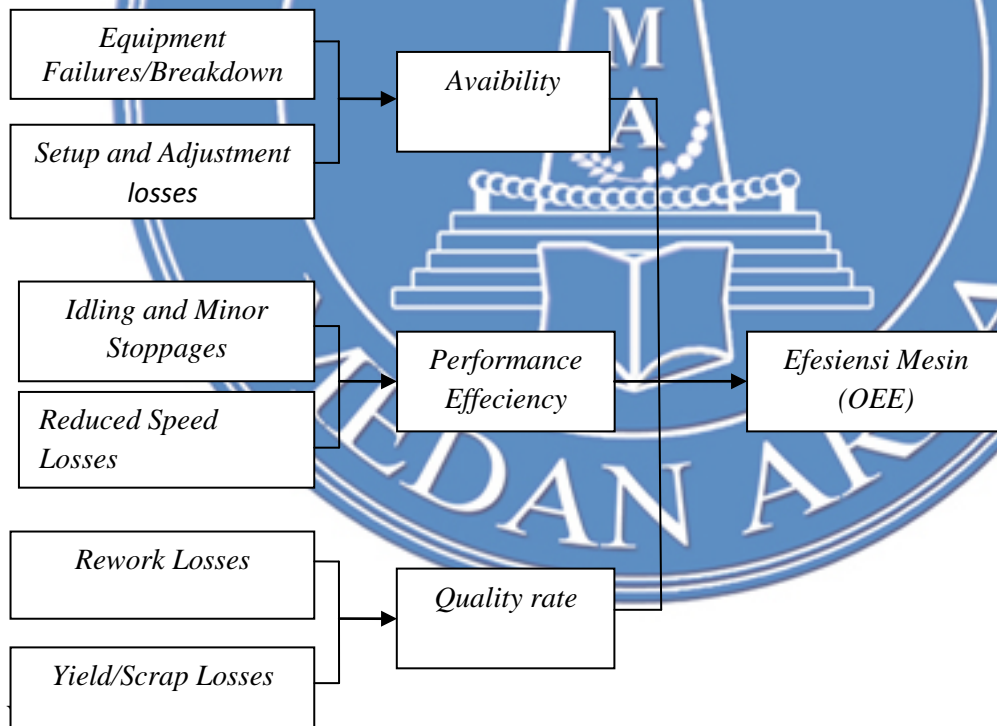 M
A
Equipment
Failures/Breakdown
Avaibility
Setup and Adjustment
losses
Idling and Minor
Stoppages
Performance
Effeciency
Efesiensi Mesin
(OEE)
Reduced Speed
Losses
MEDAN AR
Rework Losses
Quality rate
Yield/Scrap Losses